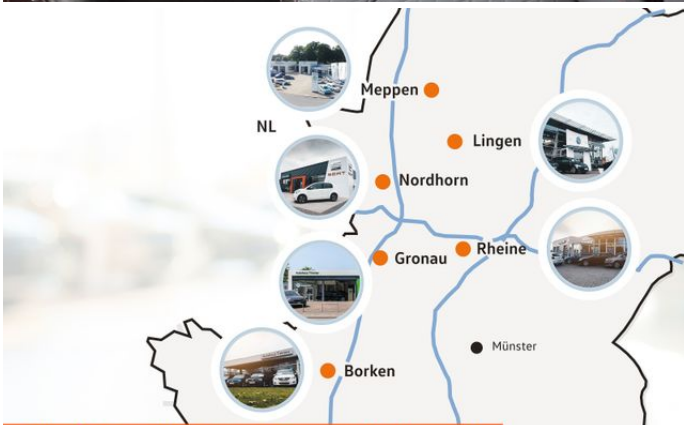 Meppen
NL
Lingen
Nordhorn
Gronau
Rheine
Münster
Borken